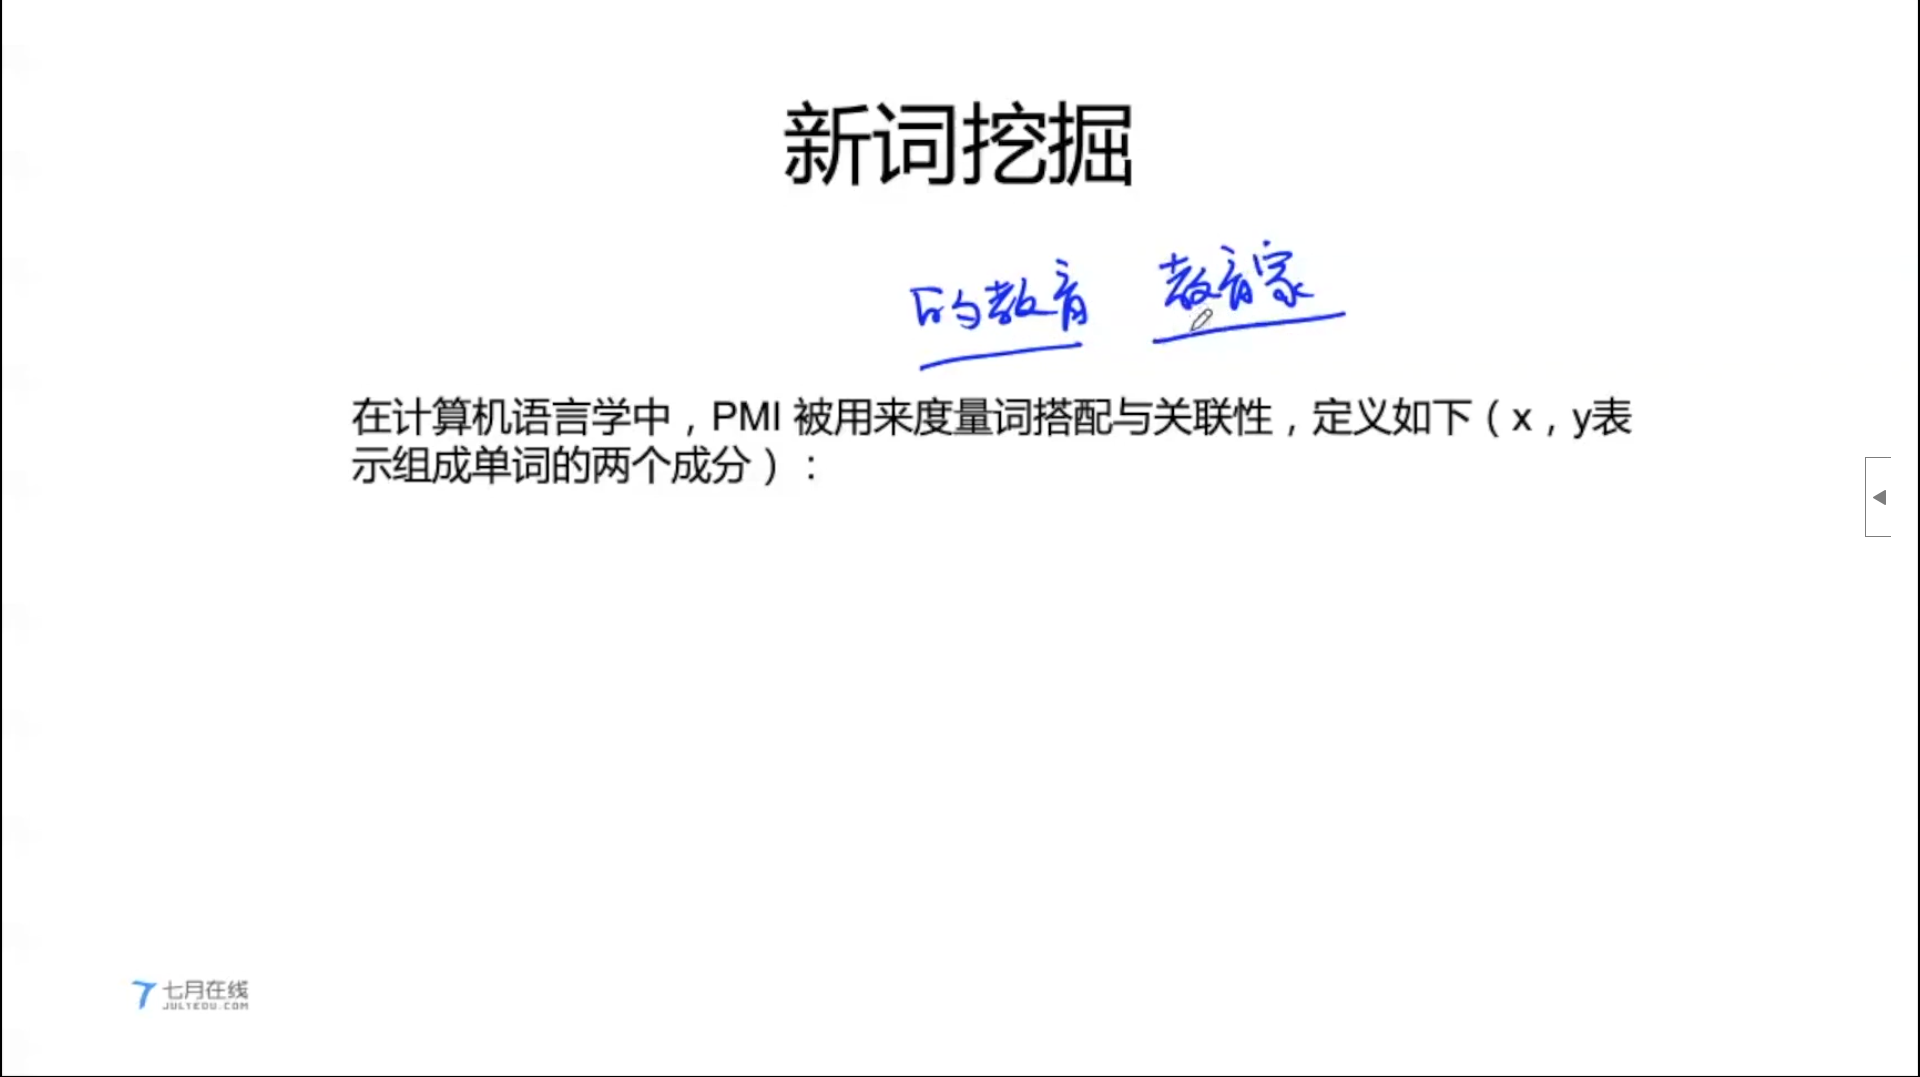 新词挖掘
的教育 教育家
在计算机语言学中，PMI 被用来度量词搭配与关联性，定义如下（x，y表
示组成单词的两个成分）：
七月在线
JULYEDU.COM